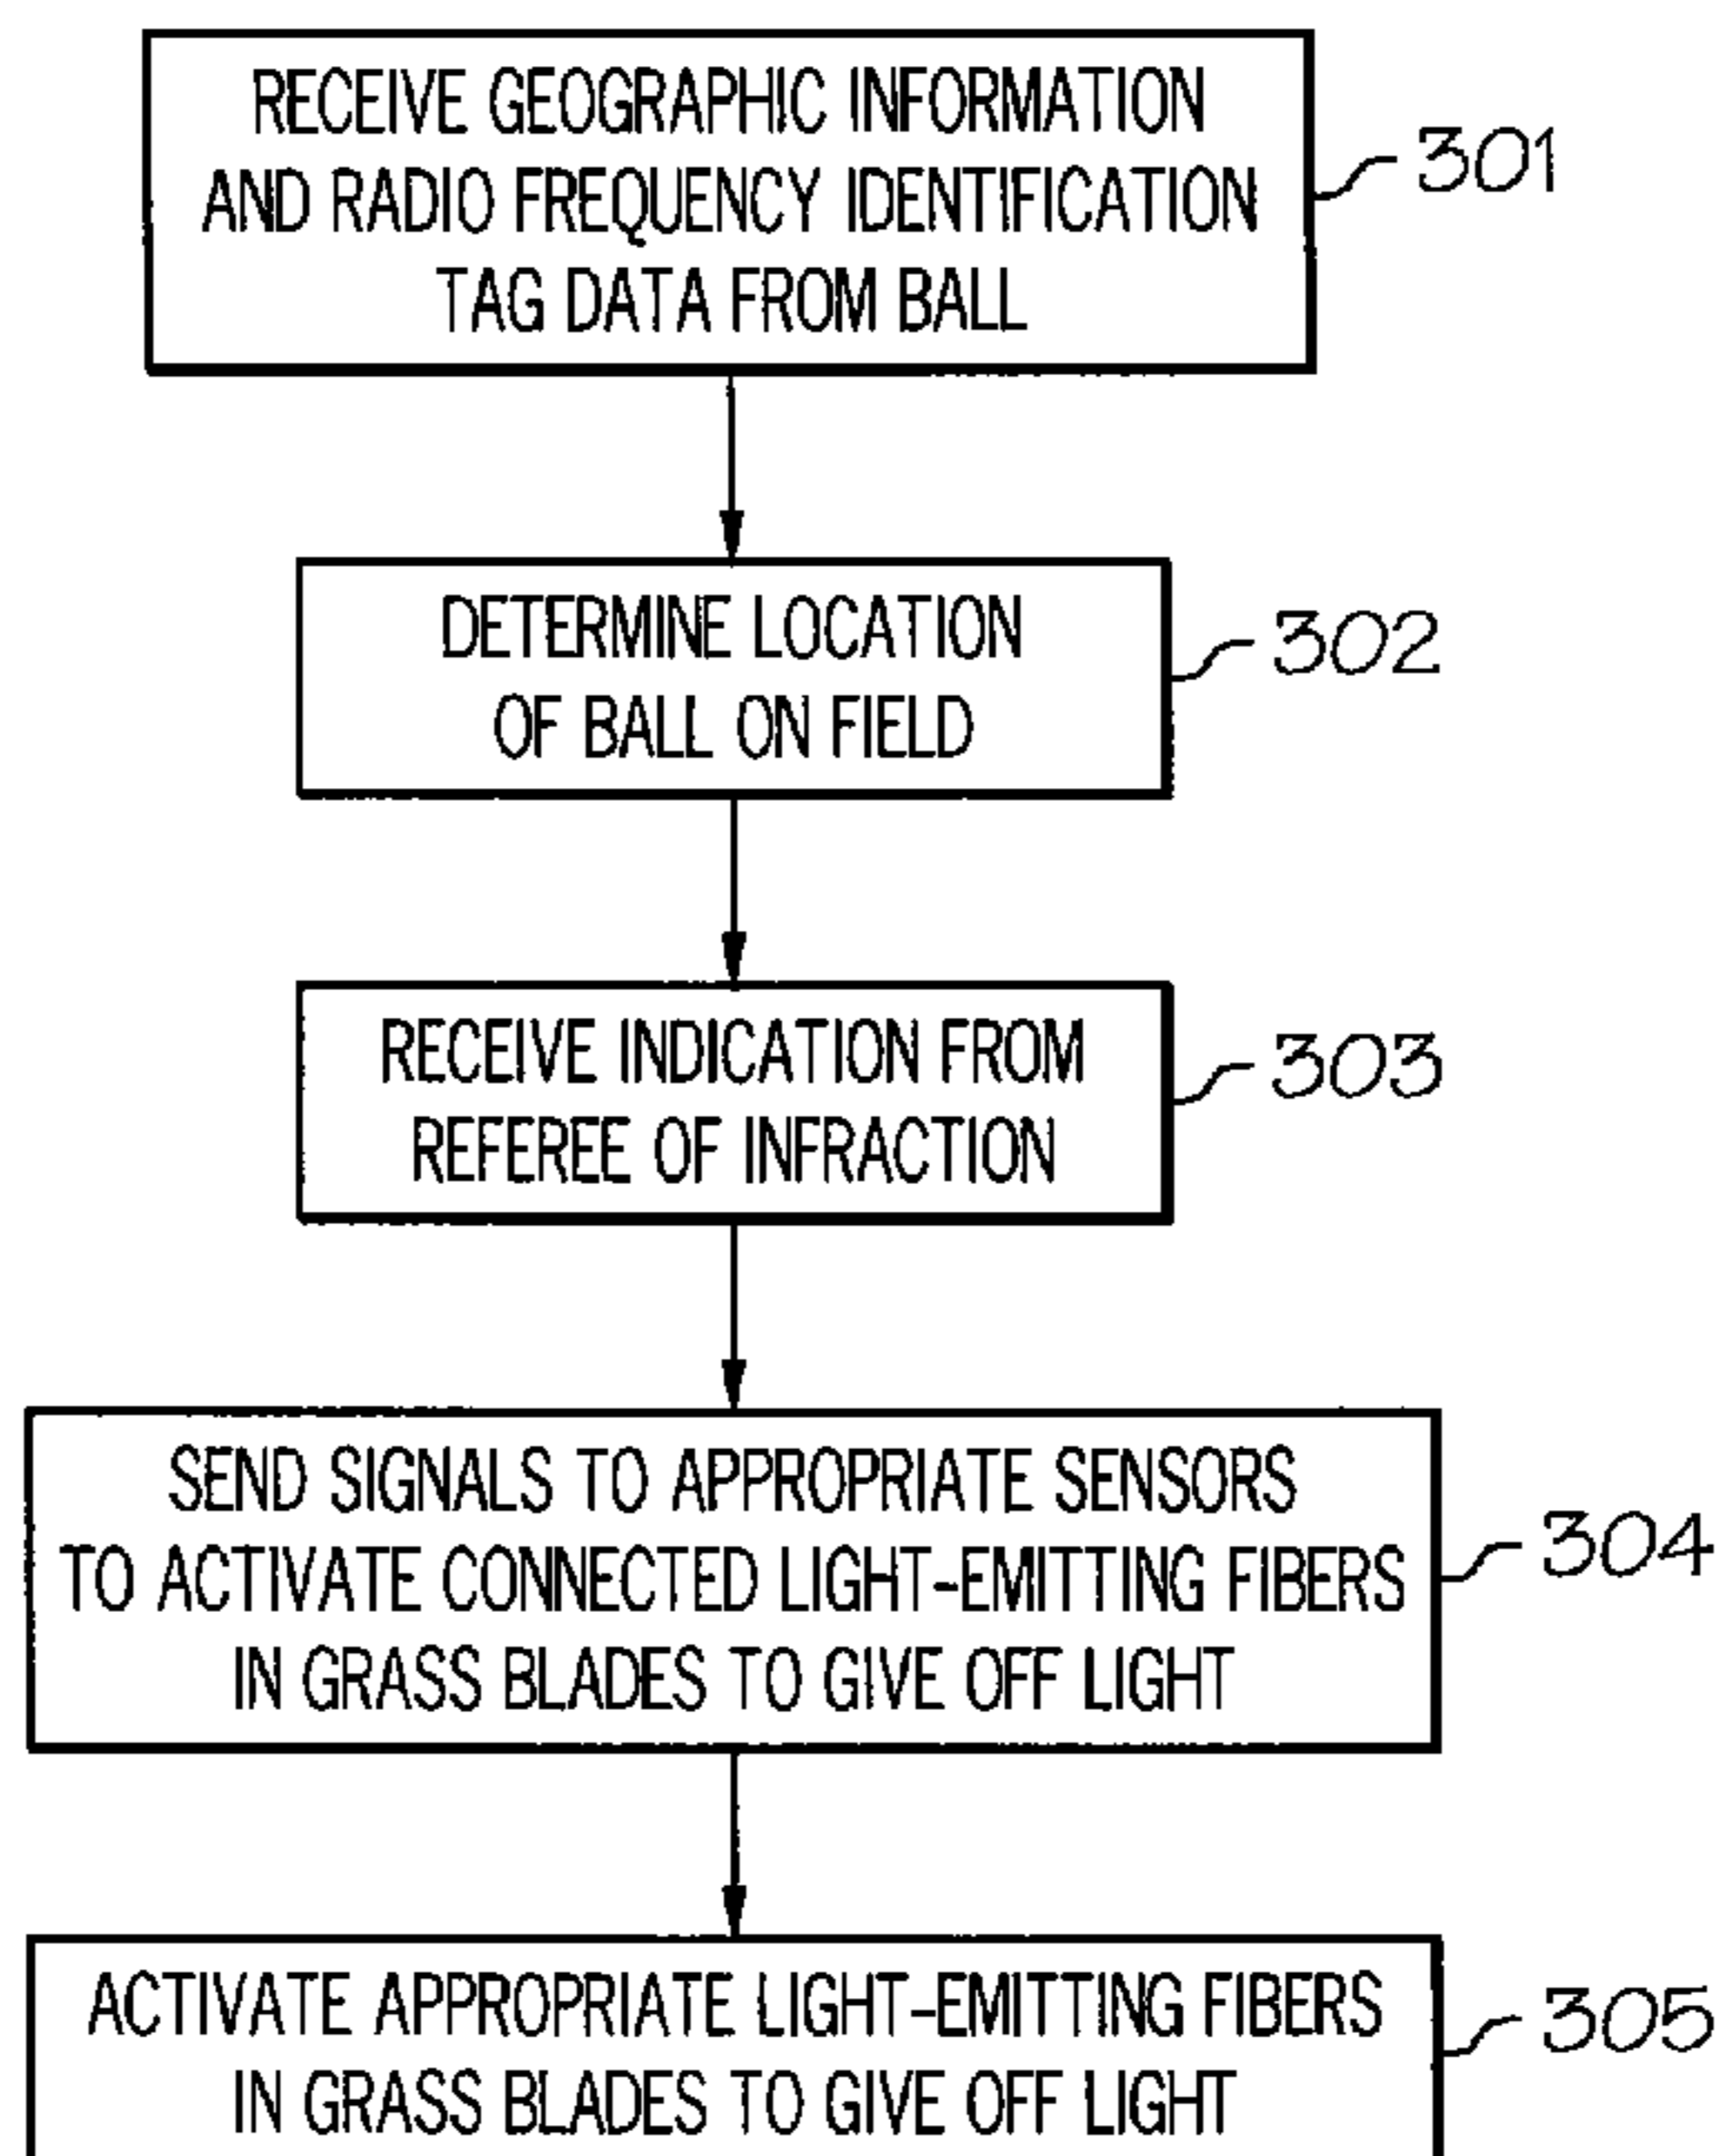 RECEIVE GEOGRAPHIC INFORMATION
AND RADIO FREQUENCY IDENTIFICATION
TAG DATA FROM BALL
301
DETERMINE LOCATION
OF BALL ON FIELD
302
RECEIVE INDICATION FROM
REFEREE OF INFRACTION
303
SEND SIGNALS TO APPROPRIATE SENSORS
TO ACTIVATE CONNECTED LIGHT-EMITTING FIBERS
IN GRASS BLADES TO GIVE OFF LIGHT
304
ACTIVATE APPROPRIATE LIGHT-EMITTING FIBERS
IN GRASS BLADES TO GIVE OFF LIGHT
305